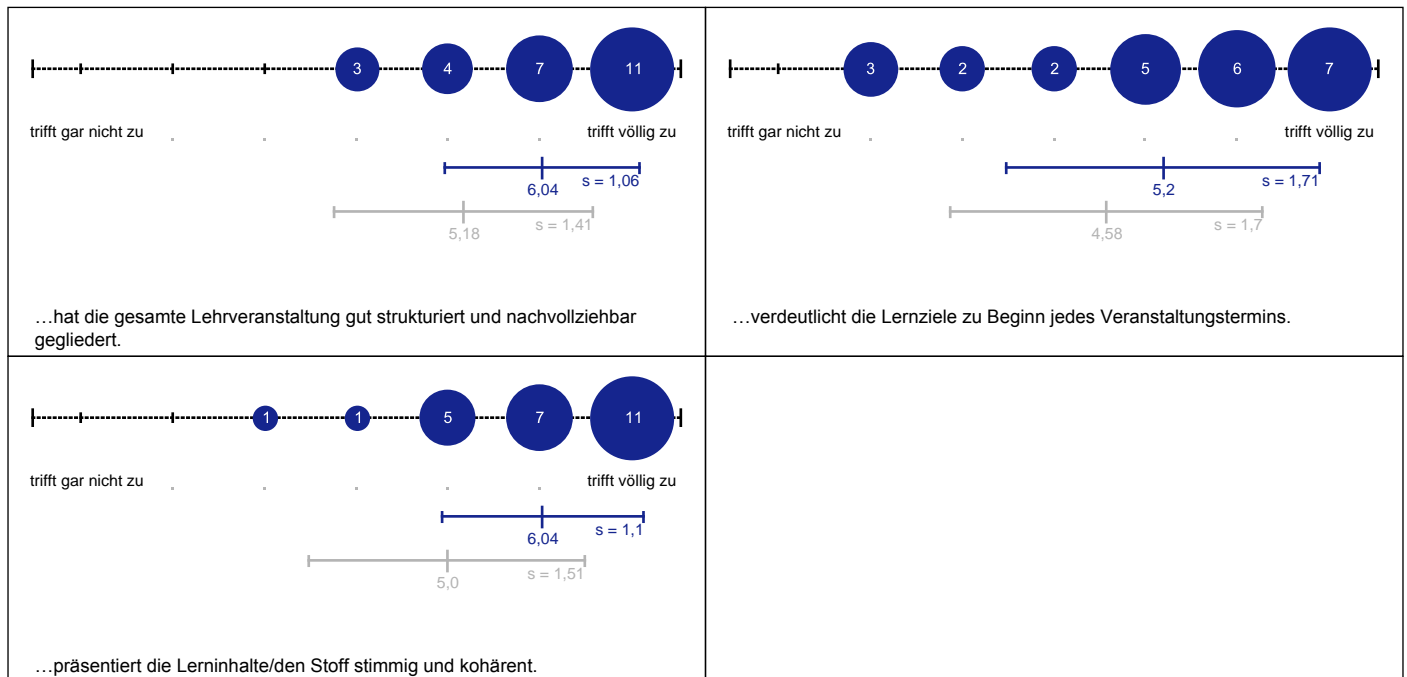 3 4 7 11
trifft gar nicht zu . . . . . trifft völlig zu
s = 1,06
6,04
s = 1,41
5,18
…hat die gesamte Lehrveranstaltung gut strukturiert und nachvollziehbar
gegliedert.
3 2 2 5 6 7
trifft gar nicht zu . . . . . trifft völlig zu
s = 1,71
5,2
s = 1,7
4,58
…verdeutlicht die Lernziele zu Beginn jedes Veranstaltungstermins.
1 1 5 7 11
trifft gar nicht zu . . . . . trifft völlig zu
s = 1,1
6,04
s = 1,51
5,0
…präsentiert die Lerninhalte/den Stoff stimmig und kohärent.